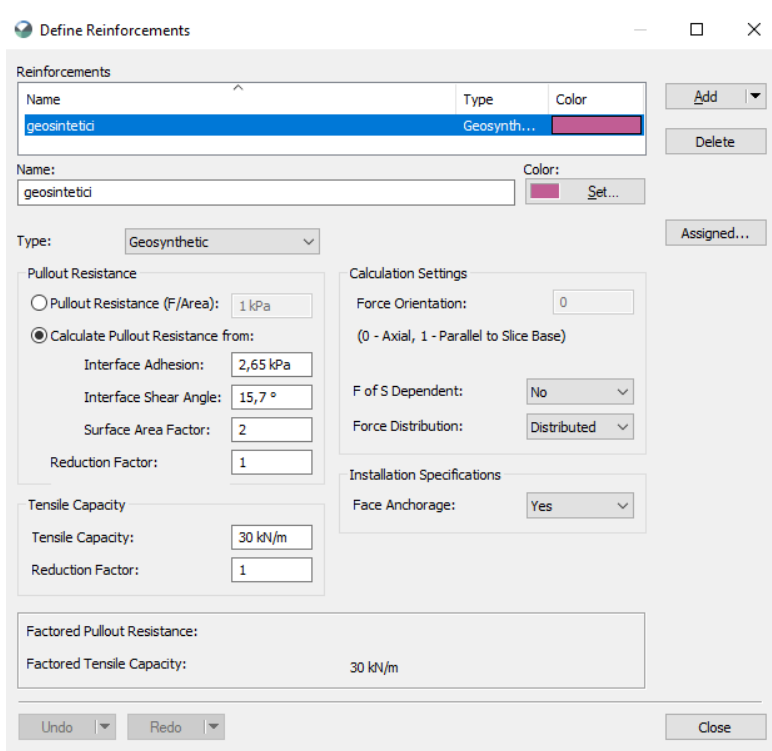 Define Reinforcements
Reinforcements
Name Type Color
geosintetici Geosynth...
Add
Delete
Name: Color:
geosintetici Set...
Type: Geosynthetic
Assigned...
Pullout Resistance
Pullout Resistance (F/Area): 1 kPa
Calculate Pullout Resistance from:
Interface Adhesion: 2,65 kPa
Interface Shear Angle: 15,7 °
Surface Area Factor: 2
Reduction Factor: 1
Calculation Settings
Force Orientation: 0
(0 - Axial, 1 - Parallel to Slice Base)
F of S Dependent: No
Force Distribution: Distributed
Installation Specifications
Face Anchorage: Yes
Tensile Capacity
Tensile Capacity: 30 kN/m
Reduction Factor: 1
Factored Pullout Resistance:
Factored Tensile Capacity: 30 kN/m
Undo Redo Close